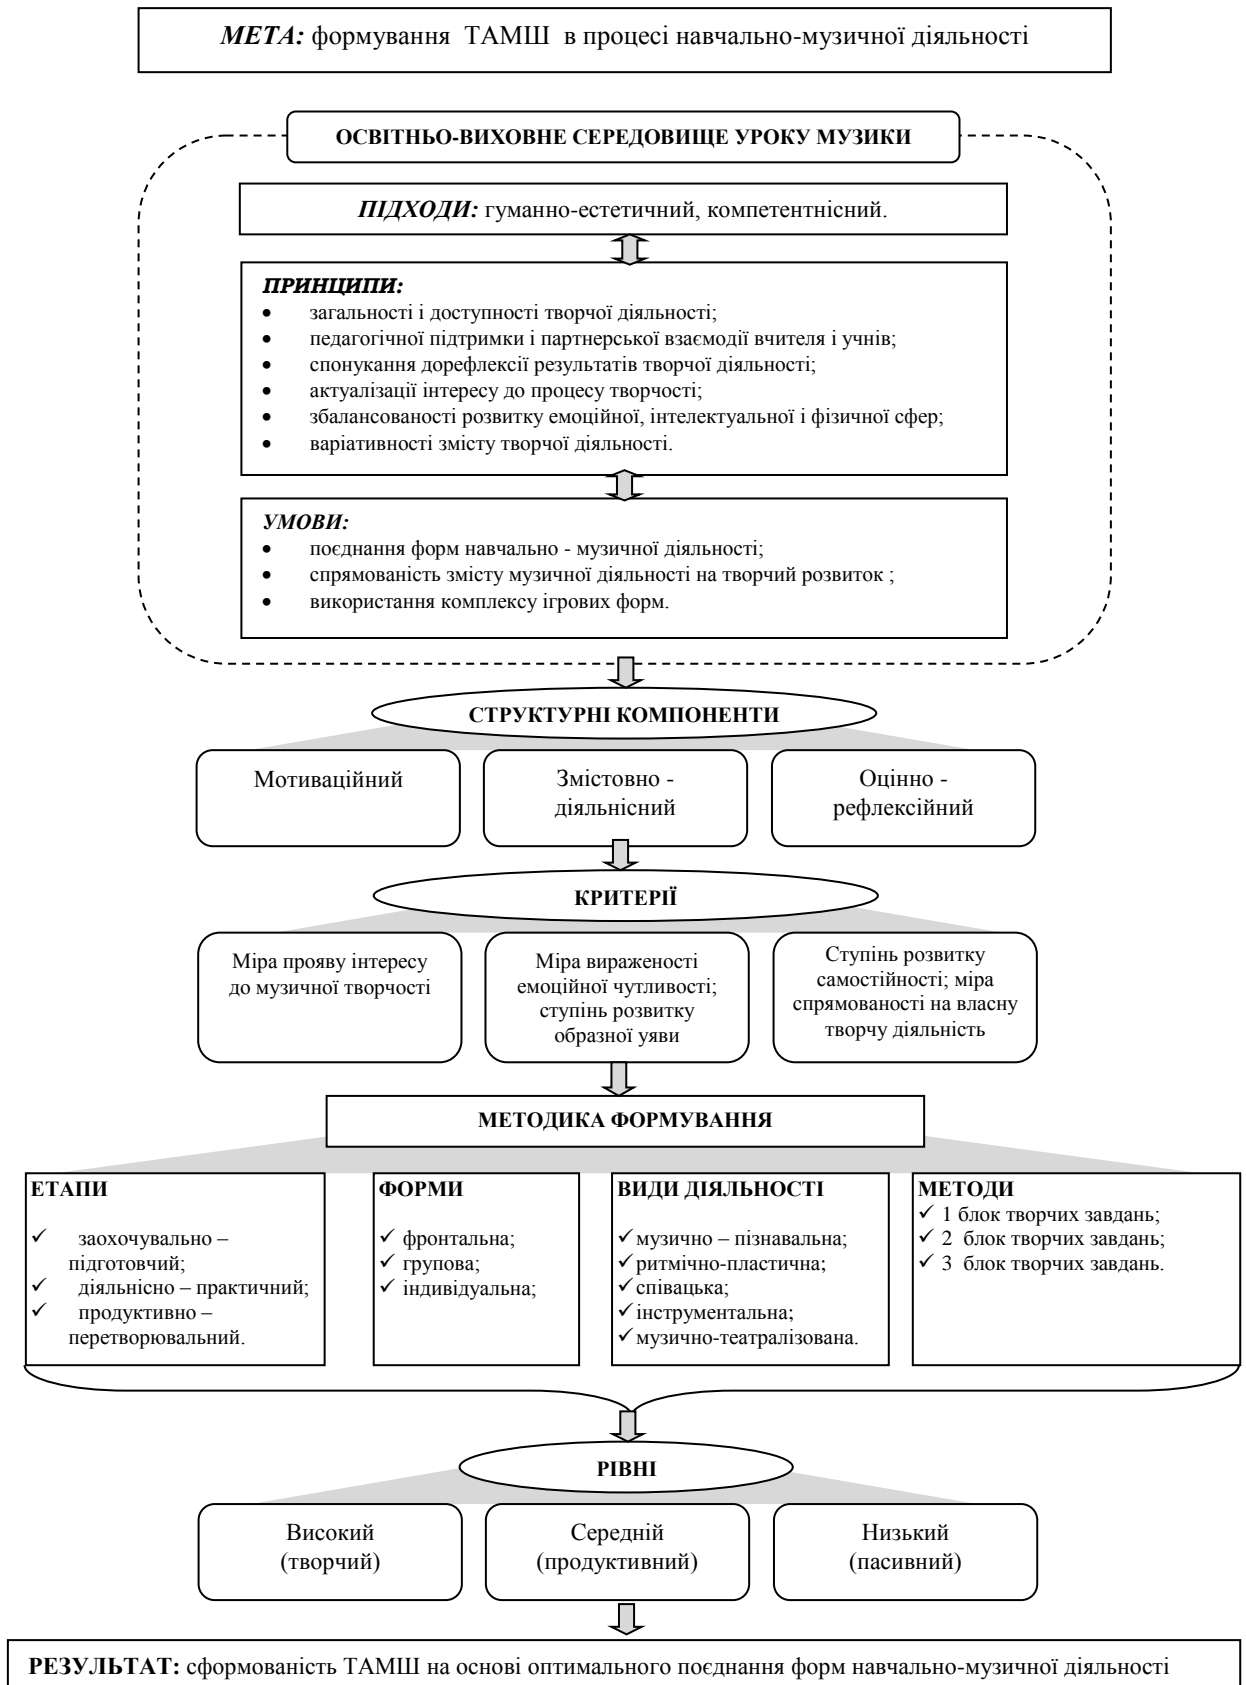 МЕТА: формування ТАМШ в процесі навчально-музичної діяльності
ОСВІТНЬО-ВИХОВНЕ СЕРЕДОВИЩЕ УРОКУ МУЗИКИ
ПІДХОДИ: гуманно-естетичний, компетентнісний.
ПРИНЦИПИ:
• загальності і доступності творчої діяльності;
• педагогічної підтримки і партнерської взаємодії вчителя і учнів;
• спонукання дорефлексії результатів творчої діяльності;
• актуалізації інтересу до процесу творчості;
• збалансованості розвитку емоційної, інтелектуальної і фізичної сфер;
• варіативності змісту творчої діяльності.
УМОВИ:
• поєднання форм навчально - музичної діяльності;
• спрямованість змісту музичної діяльності на творчий розвиток ;
• використання комплексу ігрових форм.
СТРУКТУРНІ КОМПОНЕНТИ
Мотиваційний
Змістовно -
діяльнісний
Оцінно -
рефлексійний
КРИТЕРІЇ
Міра прояву інтересу
до музичної творчості
Міра вираженості
емоційної чутливості;
ступінь розвитку
образної уяви
Ступінь розвитку
самостійності; міра
спрямованості на власну
творчу діяльність
МЕТОДИКА ФОРМУВАННЯ
ЕТАПИ
✓ заохочувально –
підготовчий;
✓ діяльнісно – практичний;
✓ продуктивно –
перетворювальний.
ФОРМИ
✓ фронтальна;
✓ групова;
✓ індивідуальна;
ВИДИ ДІЯЛЬНОСТІ
✓ музично – пізнавальна;
✓ ритмічно-пластична;
✓ співацька;
✓ інструментальна;
✓ музично-театралізована.
МЕТОДИ
✓ 1 блок творчих завдань;
✓ 2 блок творчих завдань;
✓ 3 блок творчих завдань.
РІВНІ
Високий
(творчий)
Середній
(продуктивний)
Низький
(пасивний)
РЕЗУЛЬТАТ: сформованість ТАМШ на основі оптимального поєднання форм навчально-музичної діяльності